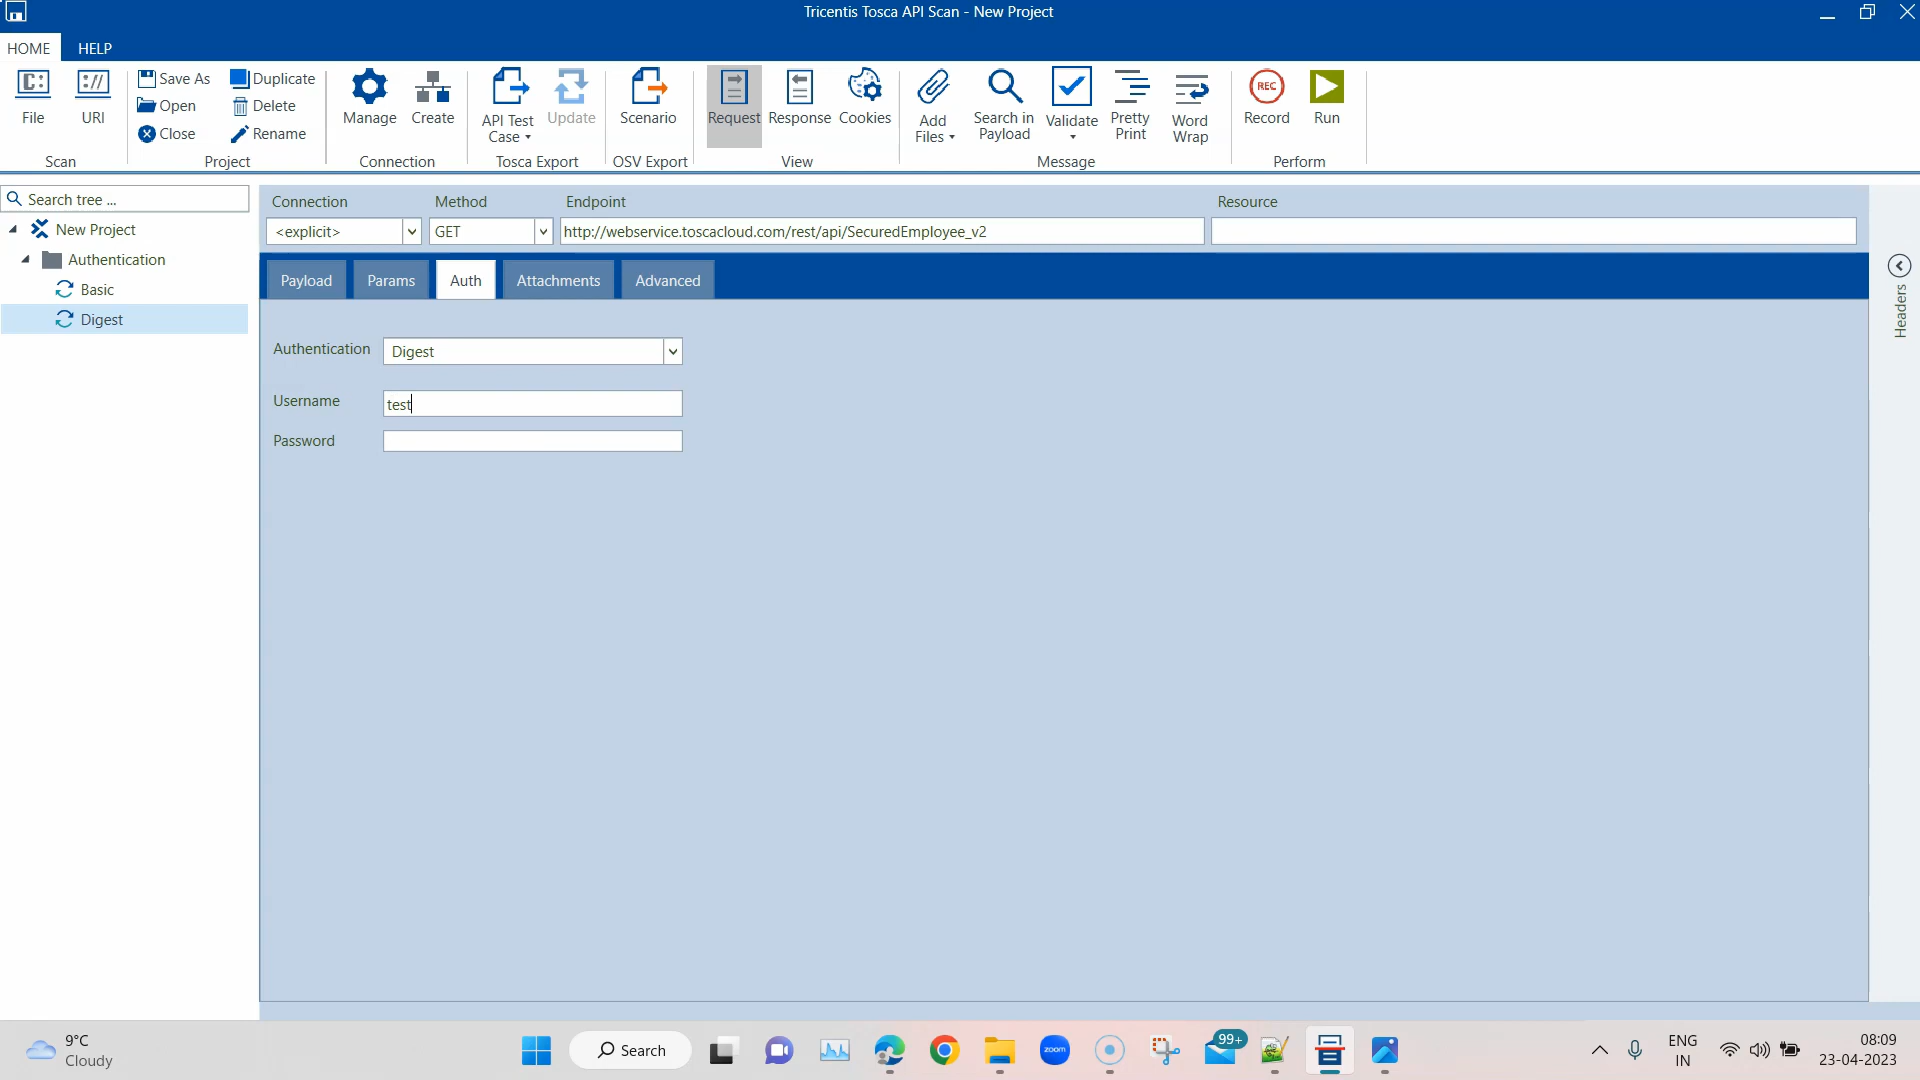 Tricentis Tosca API Scan - New Project
HOME HELP
File URI Save As Open Close Duplicate Delete Rename
Manage Create
API Test Case Update
Scenario
Request Response Cookies
Add Files Search in Payload Validate Pretty Print Word Wrap
REC Record Run
Scan Project Connection Tosca Export OSV Export View Message Perform
Search tree ...
New Project
Authentication
Basic
Digest
Connection Method Endpoint Resource
<explicit> GET http://webservice.toscacloud.com/rest/api/SecuredEmployee_v2
Payload Params Auth Attachments Advanced
Headers
Authentication Digest
Username test
Password
9°C
Cloudy
Search
zoom
99+
ENG
IN
08:09
23-04-2023